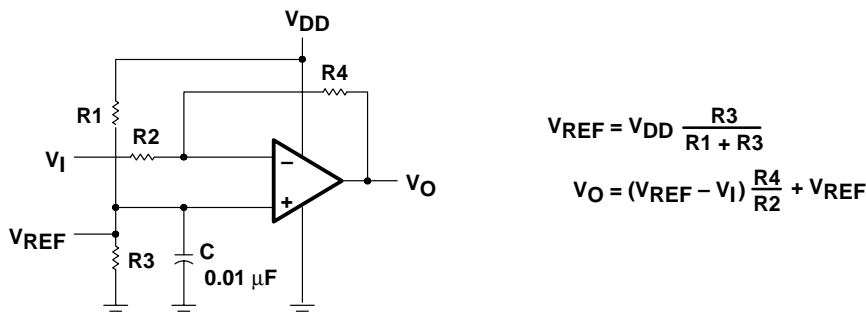 VDD
R4
R1
R2
VI
−
+
VO
VREF
R3
C
0.01 μF
VREF = VDD R3 / (R1 + R3)
VO = (VREF − VI) R4 / R2 + VREF